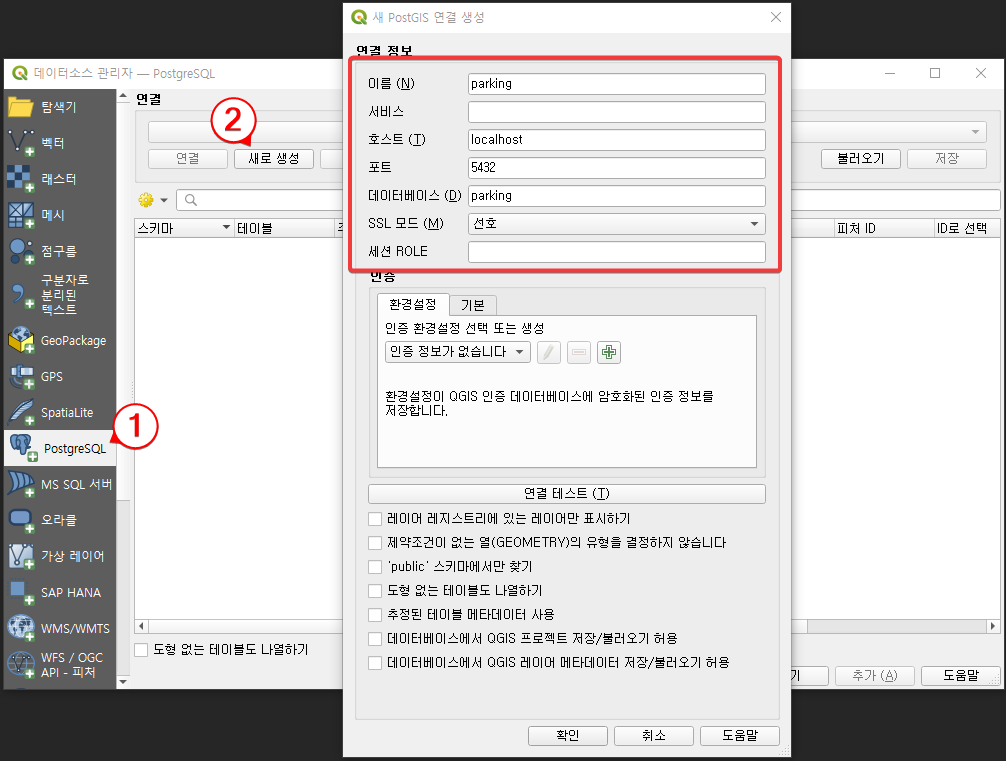 새 PostGIS 연결 생성
연결 정보
이름 (N)
parking
서비스
호스트 (T)
localhost
포트
5432
데이터베이스 (D)
parking
SSL 모드 (M)
선호
세션 ROLE
인증
환경설정
기본
인증 환경설정 선택 또는 생성
인증 정보가 없습니다
환경설정이 QGIS 인증 데이터베이스에 암호화된 인증 정보를
저장합니다.
연결 테스트 (T)
레이어 레지스트리에 있는 레이어만 표시하기
제약조건이 없는 열(GEOMETRY)의 유형을 결정하지 않습니다
'public' 스키마에서만 찾기
도형 없는 테이블도 나열하기
추정된 테이블 메타데이터 사용
데이터베이스에서 QGIS 프로젝트 저장/불러오기 허용
데이터베이스에서 QGIS 레이어 메타데이터 저장/불러오기 허용
확인
취소
도움말
데이터소스 관리자 — PostgreSQL
탐색기
벡터
래스터
메시
점구름
구분자로
분리된
텍스트
GeoPackage
GPS
SpatiaLite
PostgreSQL
MS SQL 서버
오라클
가상 레이어
SAP HANA
WMS/WMTS
WFS / OGC
API - 피처
1
2
연결
연결
새로 생성
불러오기
저장
스키마
테이블
피처 ID
ID로 선택
도형 없는 테이블도 나열하기
기
추가 (A)
도움말